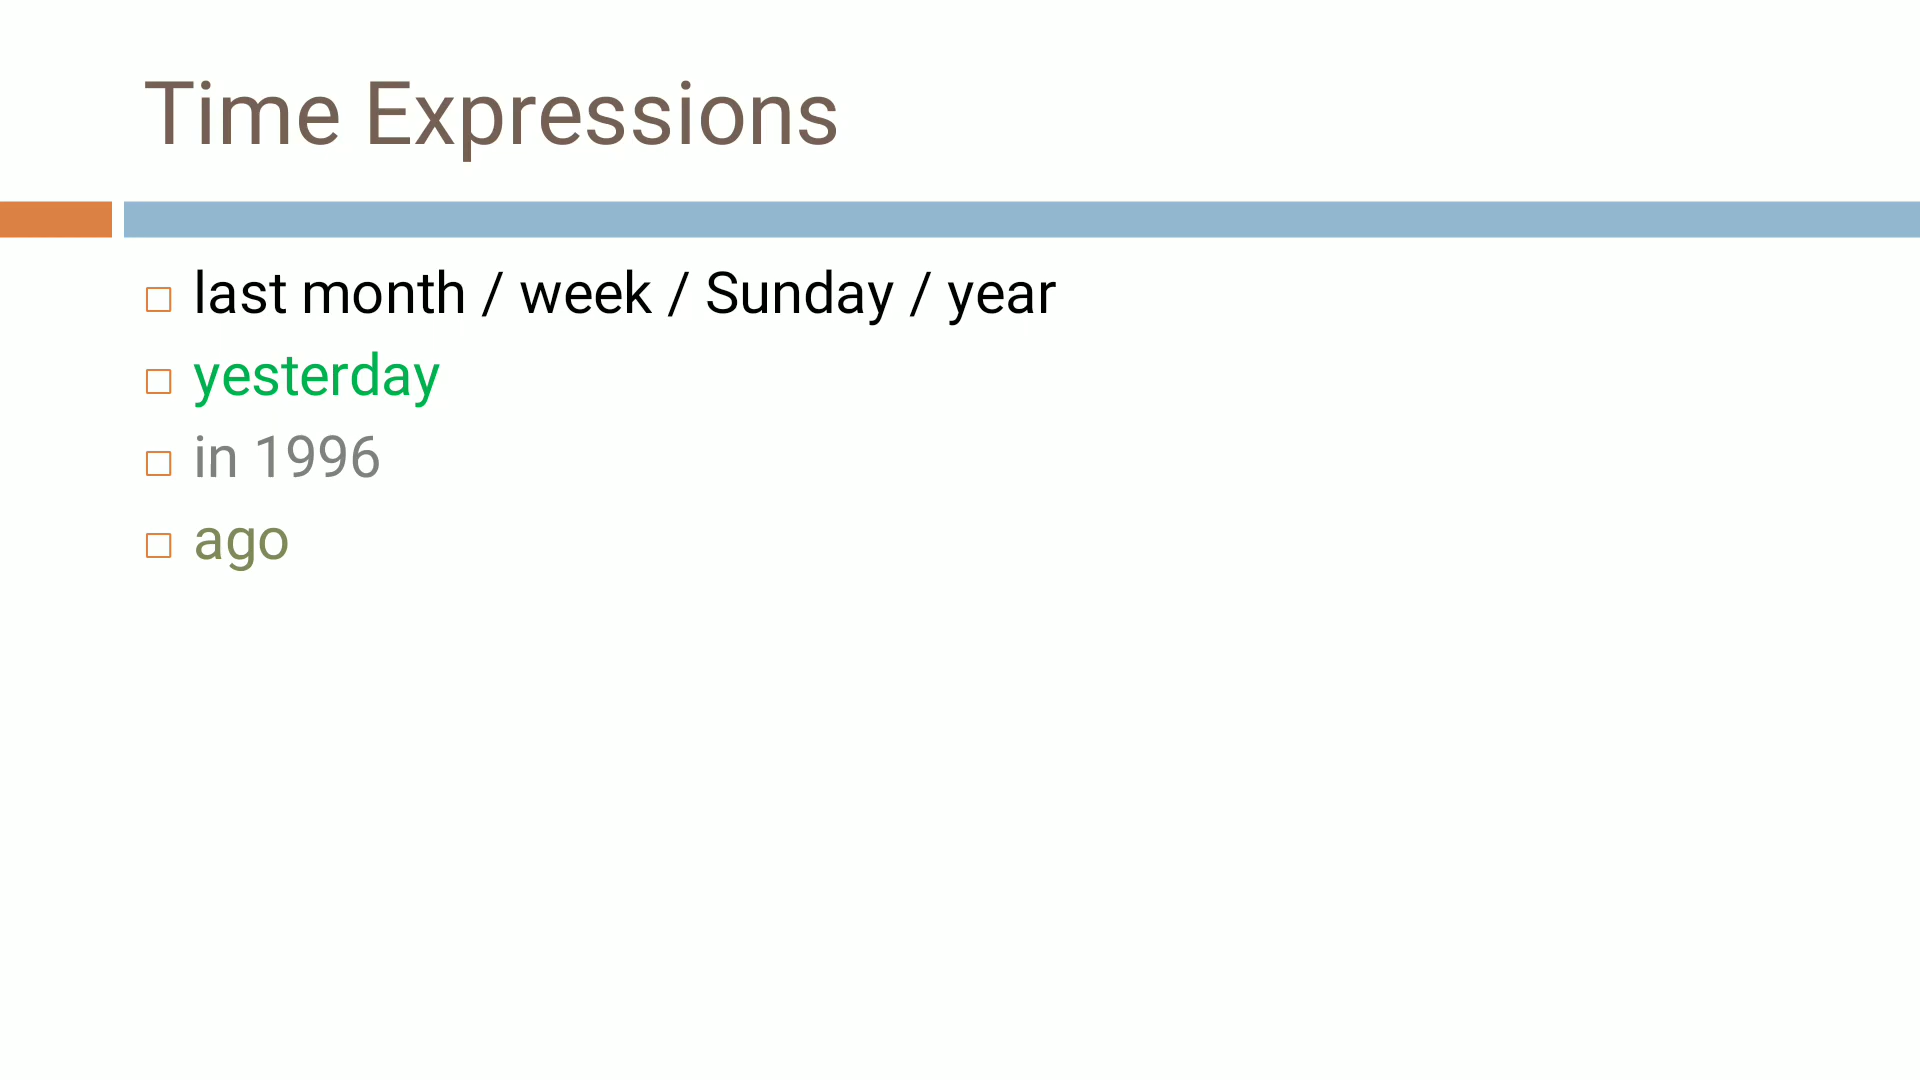 Time Expressions
last month / week / Sunday / year
yesterday
in 1996
ago